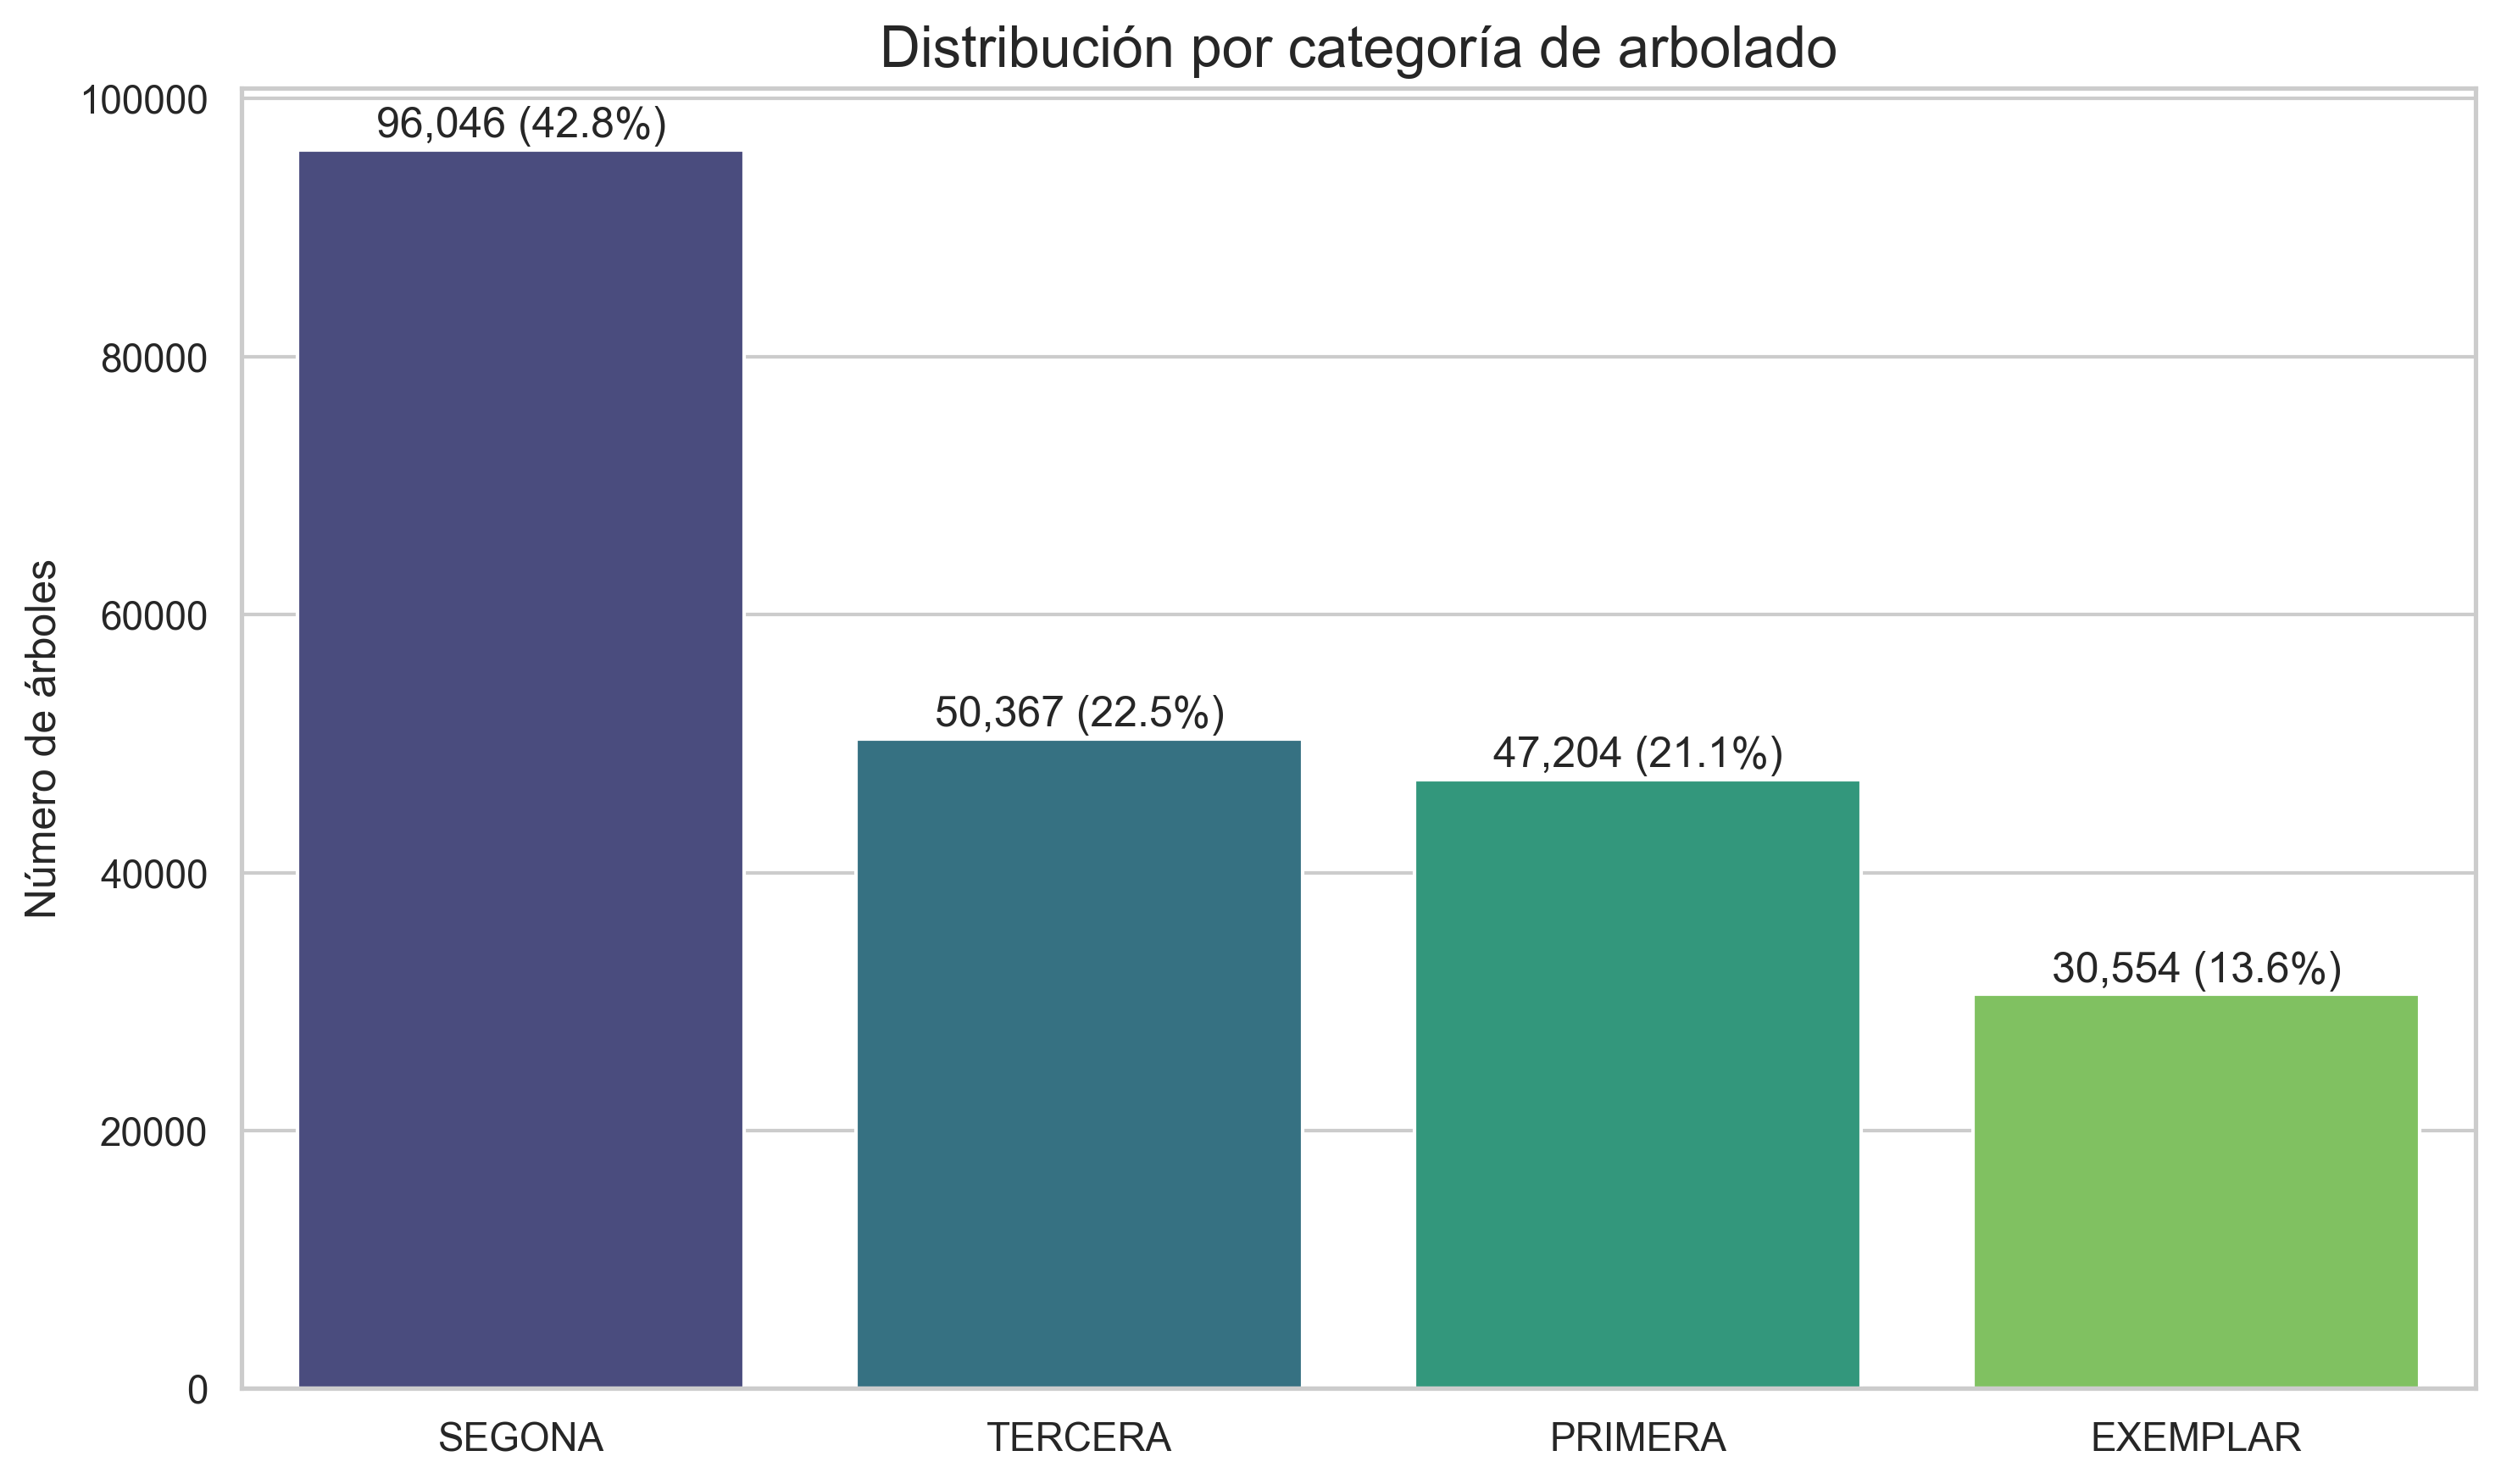 Distribución por categoría de arbolado
Número de árboles
100000
80000
60000
40000
20000
0
96,046 (42.8%)
50,367 (22.5%)
47,204 (21.1%)
30,554 (13.6%)
SEGONA
TERCERA
PRIMERA
EXEMPLAR